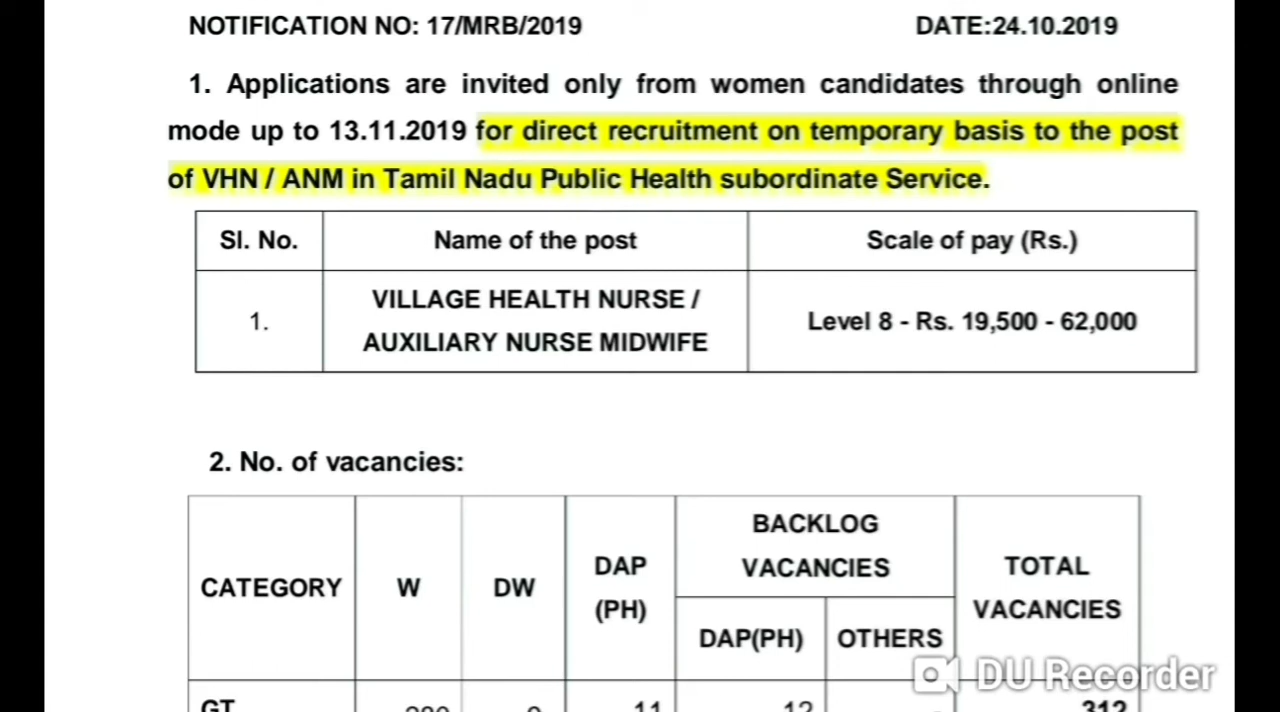 NOTIFICATION NO: 17/MRB/2019 DATE:24.10.2019
1. Applications are invited only from women candidates through online
mode up to 13.11.2019 for direct recruitment on temporary basis to the post
of VHN / ANM in Tamil Nadu Public Health subordinate Service.
Sl. No. Name of the post Scale of pay (Rs.)
1. VILLAGE HEALTH NURSE / AUXILIARY NURSE MIDWIFE Level 8 - Rs. 19,500 - 62,000
2. No. of vacancies:
CATEGORY W DW DAP (PH) BACKLOG VACANCIES TOTAL VACANCIES
DAP(PH) OTHERS
DU Recorder
GT 11 12 - 312